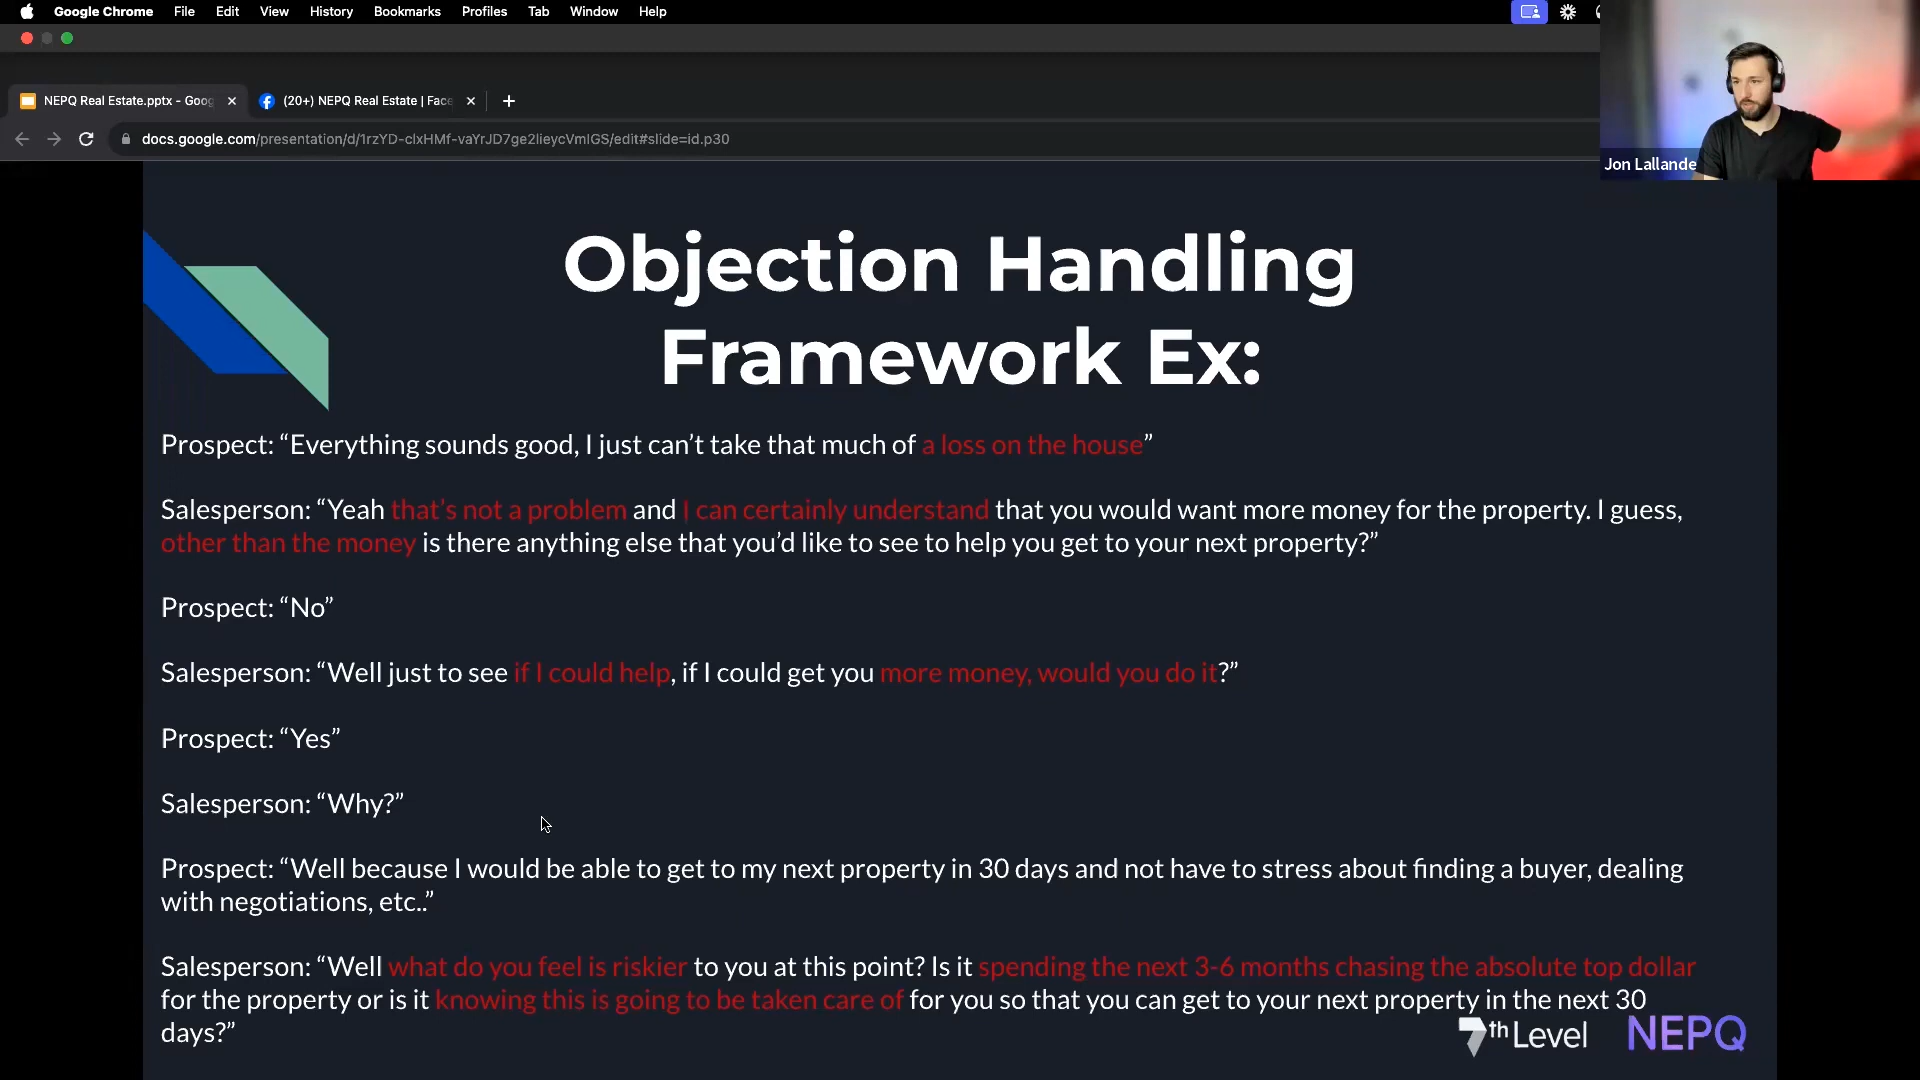 Google Chrome File Edit View History Bookmarks Profiles Tab Window Help
NEPQ Real Estate.pptx - Goog
(20+) NEPQ Real Estate | Face
docs.google.com/presentation/d/1rzYD-clxHMf-vaYrJD7ge2lieycVmIGS/edit#slide=id.p30
Jon Lallande
Objection Handling
Framework Ex:
Prospect: “Everything sounds good, I just can’t take that much of a loss on the house”
Salesperson: “Yeah that’s not a problem and I can certainly understand that you would want more money for the property. I guess,
other than the money is there anything else that you’d like to see to help you get to your next property?”
Prospect: “No”
Salesperson: “Well just to see if I could help, if I could get you more money, would you do it?”
Prospect: “Yes”
Salesperson: “Why?”
Prospect: “Well because I would be able to get to my next property in 30 days and not have to stress about finding a buyer, dealing
with negotiations, etc..”
Salesperson: “Well what do you feel is riskier to you at this point? Is it spending the next 3-6 months chasing the absolute top dollar
for the property or is it knowing this is going to be taken care of for you so that you can get to your next property in the next 30
days?”
7th Level NEPQ